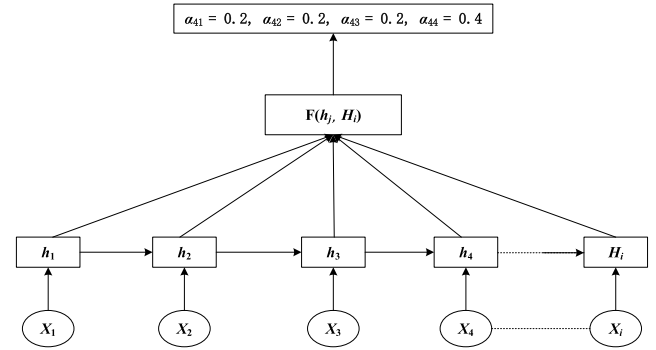 α41 = 0.2, α42 = 0.2, α43 = 0.2, α44 = 0.4
F(hj, Hi)
h1 h2 h3 h4 Hi
X1 X2 X3 X4 Xi